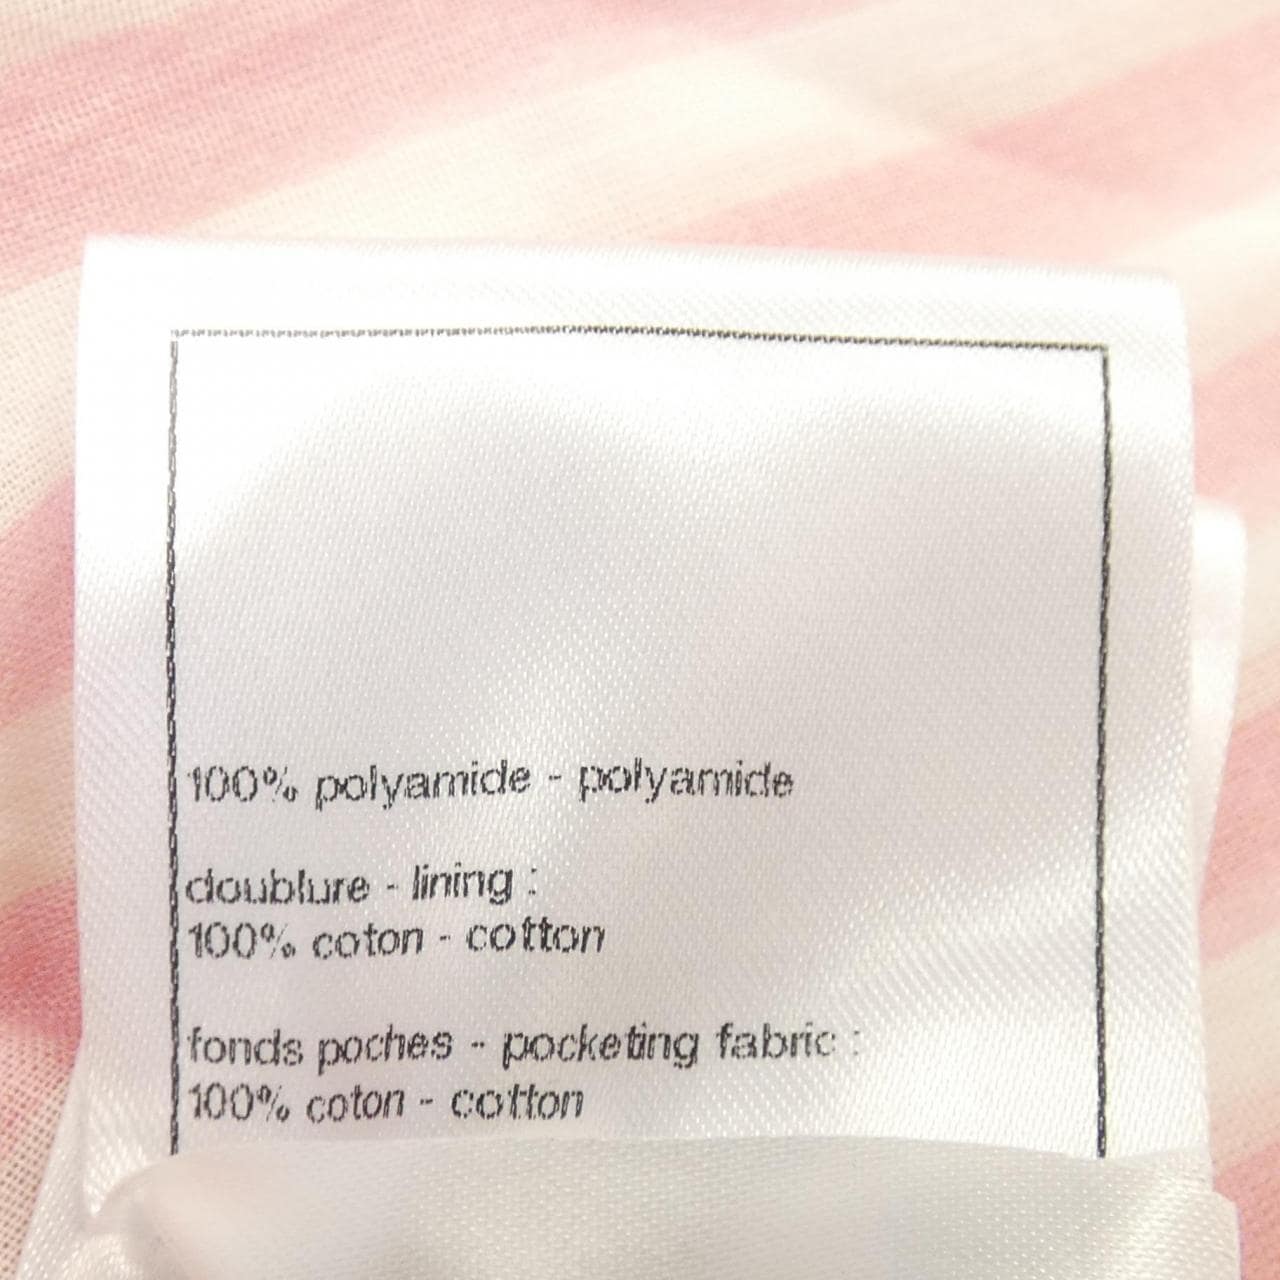 100% polyamide - polyamide
doublure - lining :
100% coton - cotton
fonds poches - pocketing fabric :
100% coton - cotton